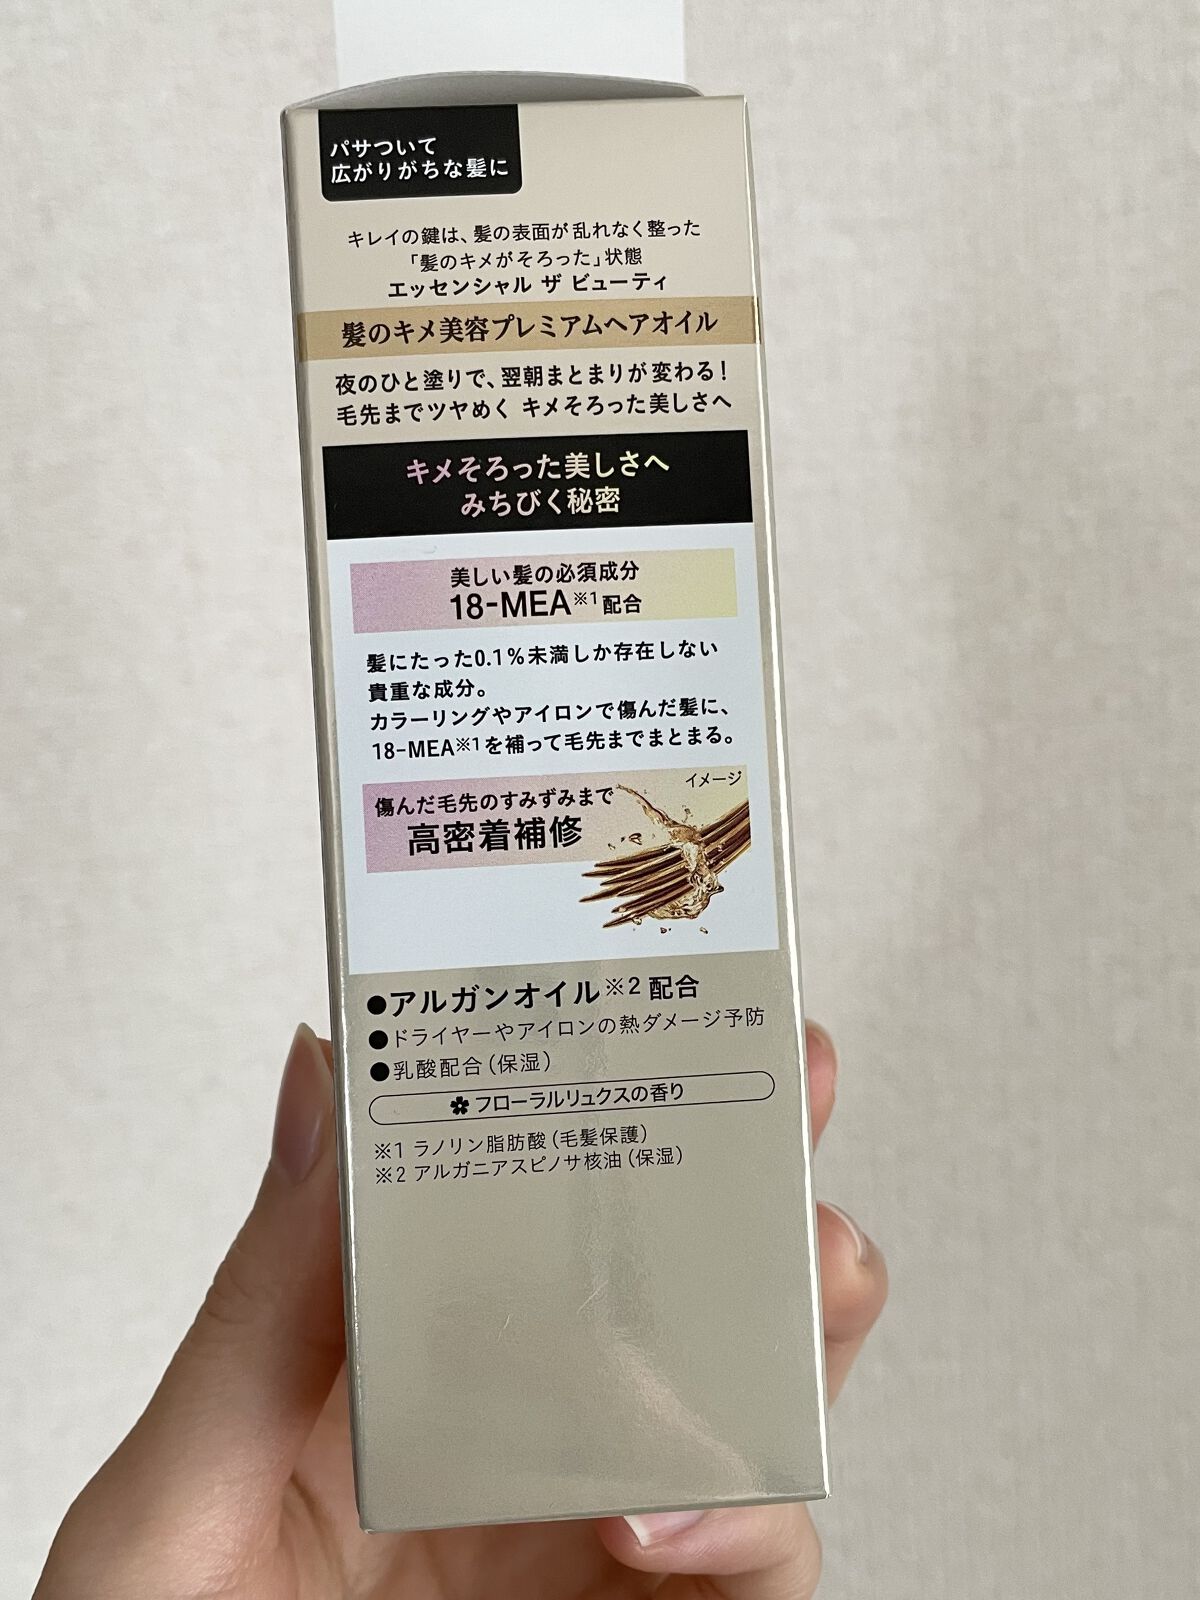 パサついて
広がりがちな髪に
キレイの鍵は、髪の表面が乱れなく整った
「髪のキメがそろった」状態
エッセンシャル ザ ビューティ
髪のキメ美容プレミアムヘアオイル
夜のひと塗りで、翌朝まとまりが変わる!
毛先までツヤめく キメそろった美しさへ
キメそろった美しさへ
みちびく秘密
美しい髪の必須成分
18-MEA※1配合
髪にたった0.1%未満しか存在しない
貴重な成分。
カラーリングやアイロンで傷んだ髪に、
18-MEA※1を補って毛先までまとまる。
イメージ
傷んだ毛先のすみずみまで
高密着補修
●アルガンオイル※2 配合
●ドライヤーやアイロンの熱ダメージ予防
●乳酸配合(保湿)
フローラルリュクスの香り
※1 ラノリン脂肪酸(毛髪保護)
※2 アルガニアスピノサ核油(保湿)